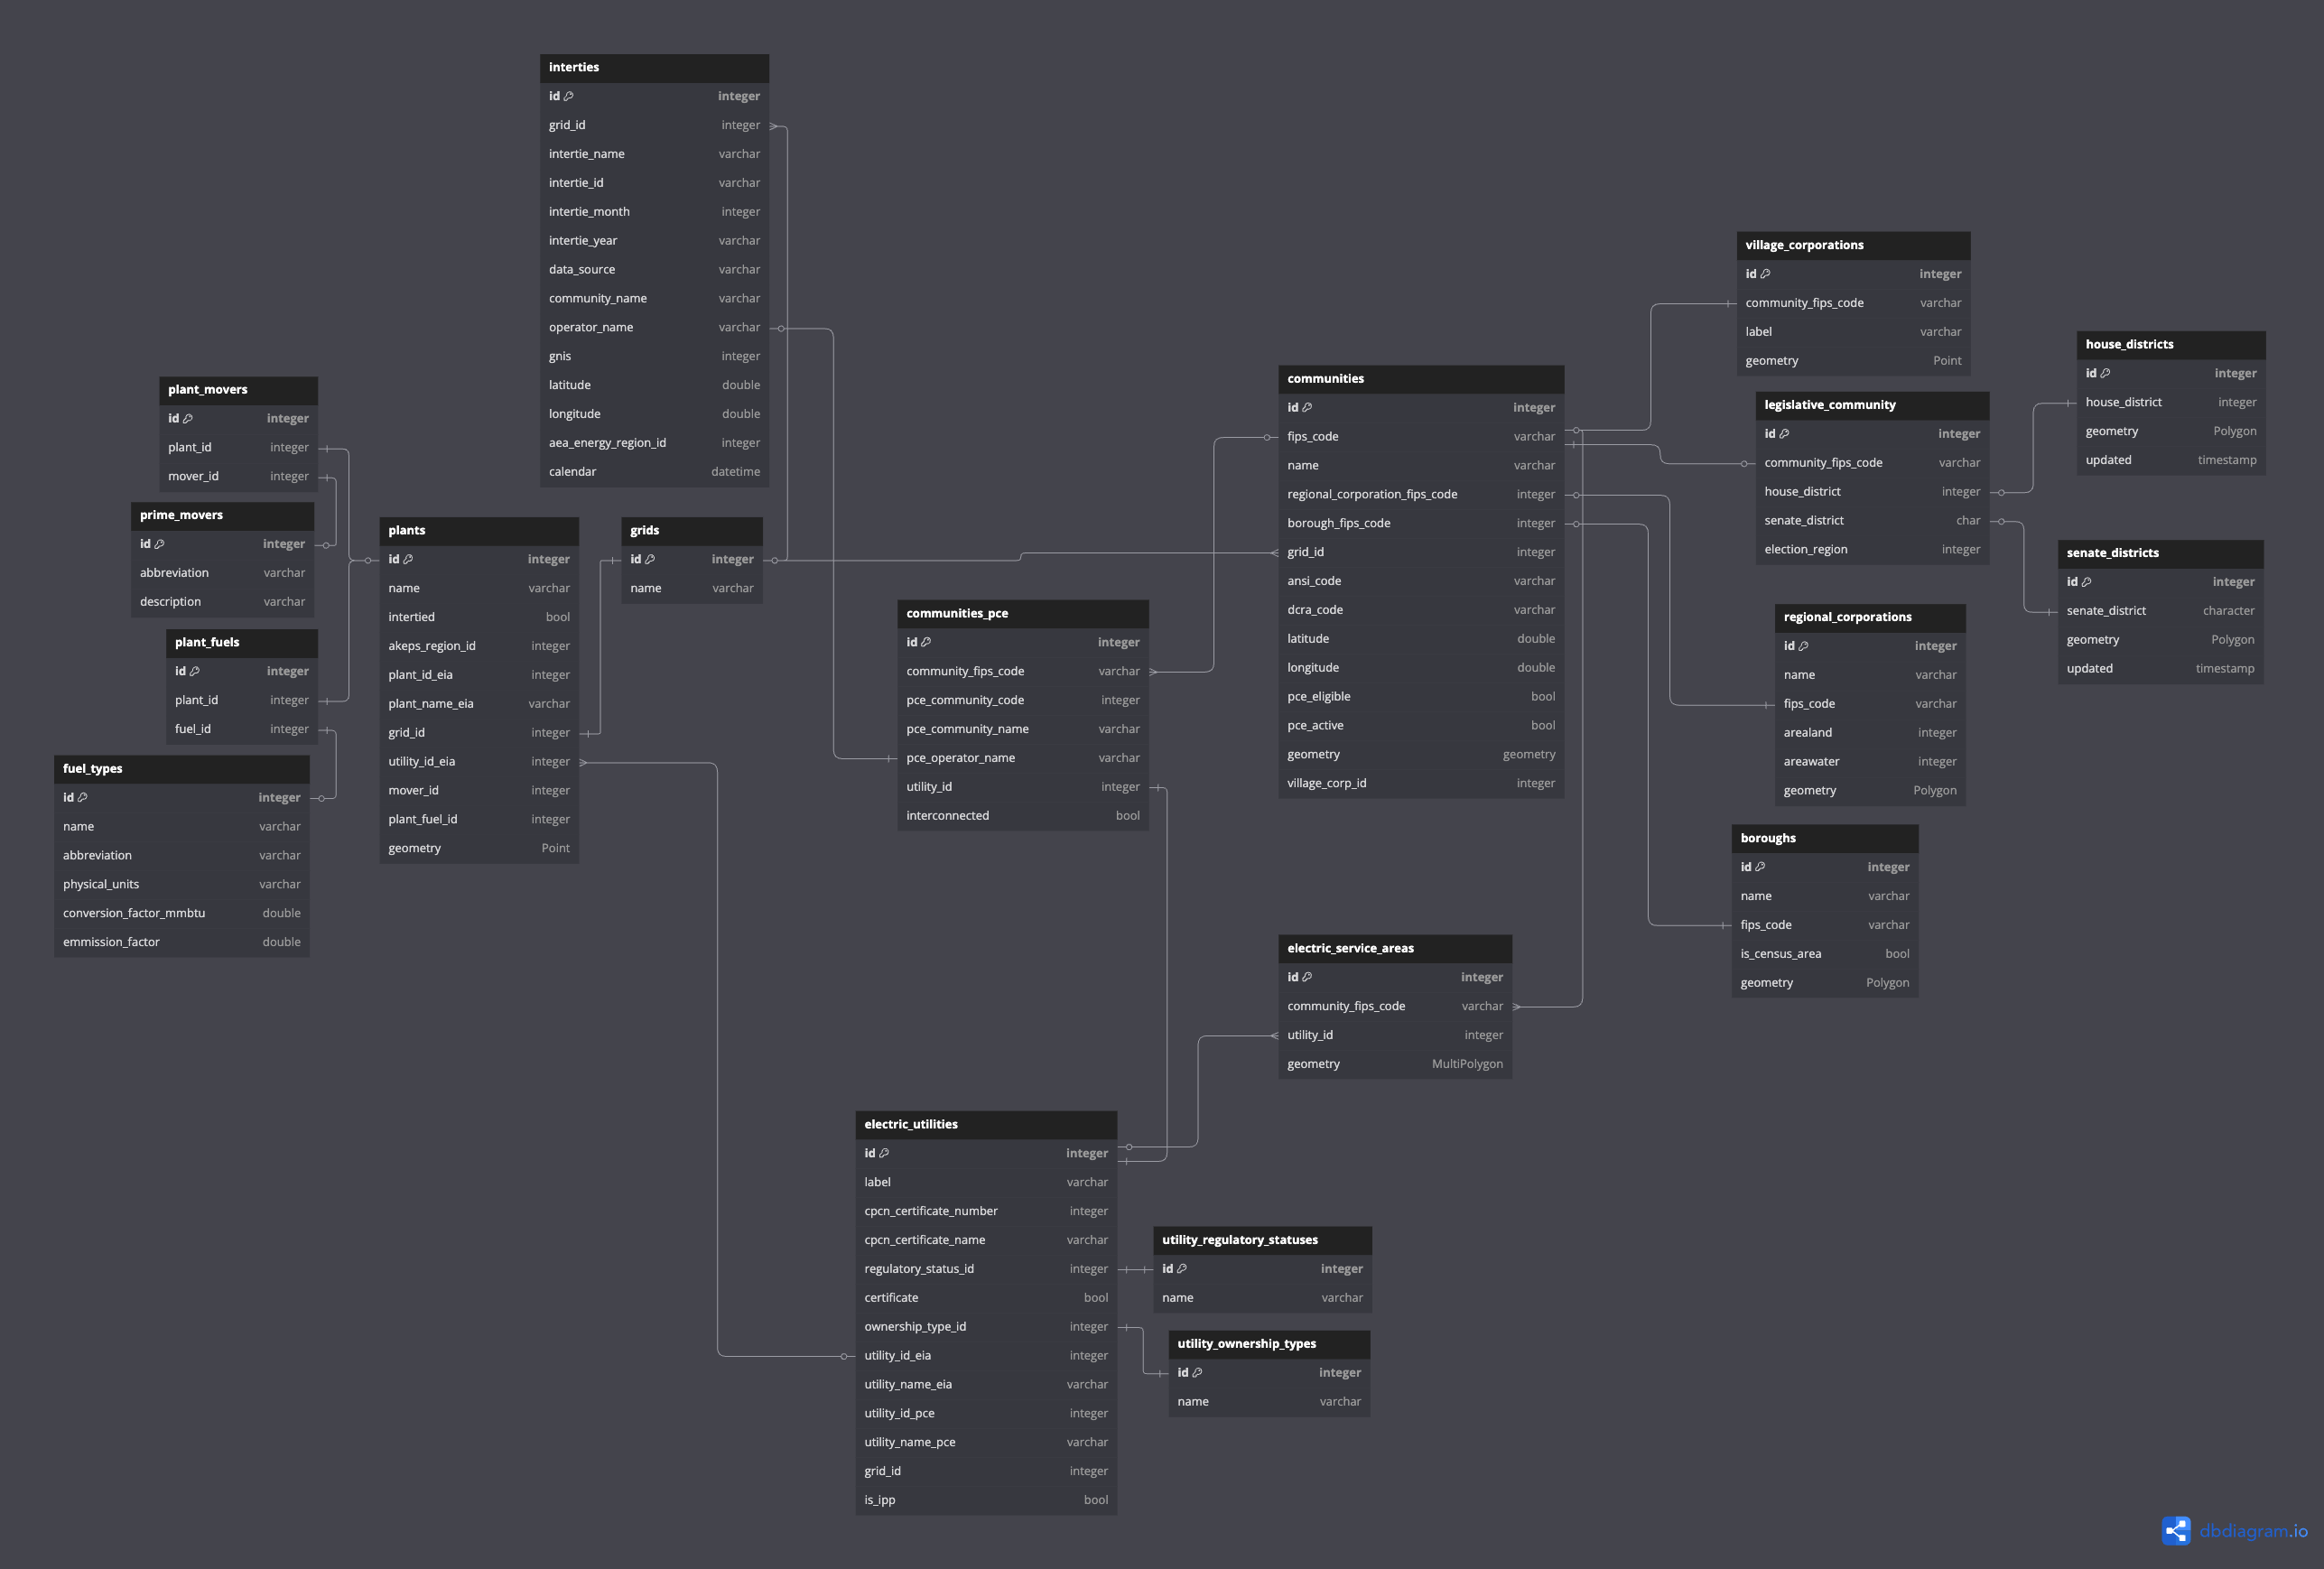 interties
id integer
grid_id integer
intertie_name varchar
intertie_id varchar
intertie_month integer
intertie_year varchar
data_source varchar
community_name varchar
operator_name varchar
gnis integer
latitude double
longitude double
aea_energy_region_id integer
calendar datetime
plant_movers
id integer
plant_id integer
mover_id integer
prime_movers
id integer
abbreviation varchar
description varchar
plant_fuels
id integer
plant_id integer
fuel_id integer
fuel_types
id integer
name varchar
abbreviation varchar
physical_units varchar
conversion_factor_mmbtu double
emmission_factor double
plants
id integer
name varchar
intertied bool
akeps_region_id integer
plant_id_eia integer
plant_name_eia varchar
grid_id integer
utility_id_eia integer
mover_id integer
plant_fuel_id integer
geometry Point
grids
id integer
name varchar
communities_pce
id integer
community_fips_code varchar
pce_community_code integer
pce_community_name varchar
pce_operator_name varchar
utility_id integer
interconnected bool
communities
id integer
fips_code varchar
name varchar
regional_corporation_fips_code integer
borough_fips_code integer
grid_id integer
ansi_code varchar
dcra_code varchar
latitude double
longitude double
pce_eligible bool
pce_active bool
geometry geometry
village_corp_id integer
village_corporations
id integer
community_fips_code varchar
label varchar
geometry Point
legislative_community
id integer
community_fips_code varchar
house_district integer
senate_district char
election_region integer
house_districts
id integer
house_district integer
geometry Polygon
updated timestamp
senate_districts
id integer
senate_district character
geometry Polygon
updated timestamp
regional_corporations
id integer
name varchar
fips_code varchar
arealand integer
areawater integer
geometry Polygon
boroughs
id integer
name varchar
fips_code varchar
is_census_area bool
geometry Polygon
electric_service_areas
id integer
community_fips_code varchar
utility_id integer
geometry MultiPolygon
electric_utilities
id integer
label varchar
cpcn_certificate_number integer
cpcn_certificate_name varchar
regulatory_status_id integer
certificate bool
ownership_type_id integer
utility_id_eia integer
utility_name_eia varchar
utility_id_pce integer
utility_name_pce varchar
grid_id integer
is_ipp bool
utility_regulatory_statuses
id integer
name varchar
utility_ownership_types
id integer
name varchar
dbdiagram.io